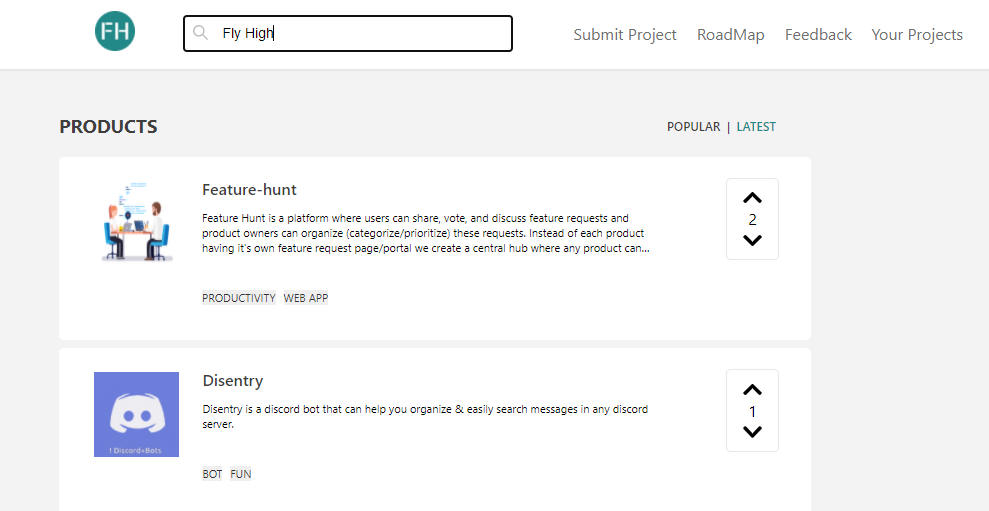 FH
Fly High
Submit Project RoadMap Feedback Your Projects
PRODUCTS
POPULAR | LATEST
Feature-hunt
Feature Hunt is a platform where users can share, vote, and discuss feature requests and
product owners can organize (categorize/prioritize) these requests. Instead of each product
having it's own feature request page/portal we create a central hub where any product can...
2
PRODUCTIVITY WEB APP
Disentry
Disentry is a discord bot that can help you organize & easily search messages in any discord
server.
1
! Discord+Bots
BOT FUN